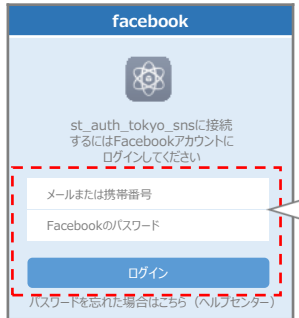 facebook
st_auth_tokyo_snsに接続
するにはFacebookアカウントに
ログインしてください
メールまたは携帯番号
Facebookのパスワード
ログイン
パスワードを忘れた場合はこちら（ヘルプセンター）